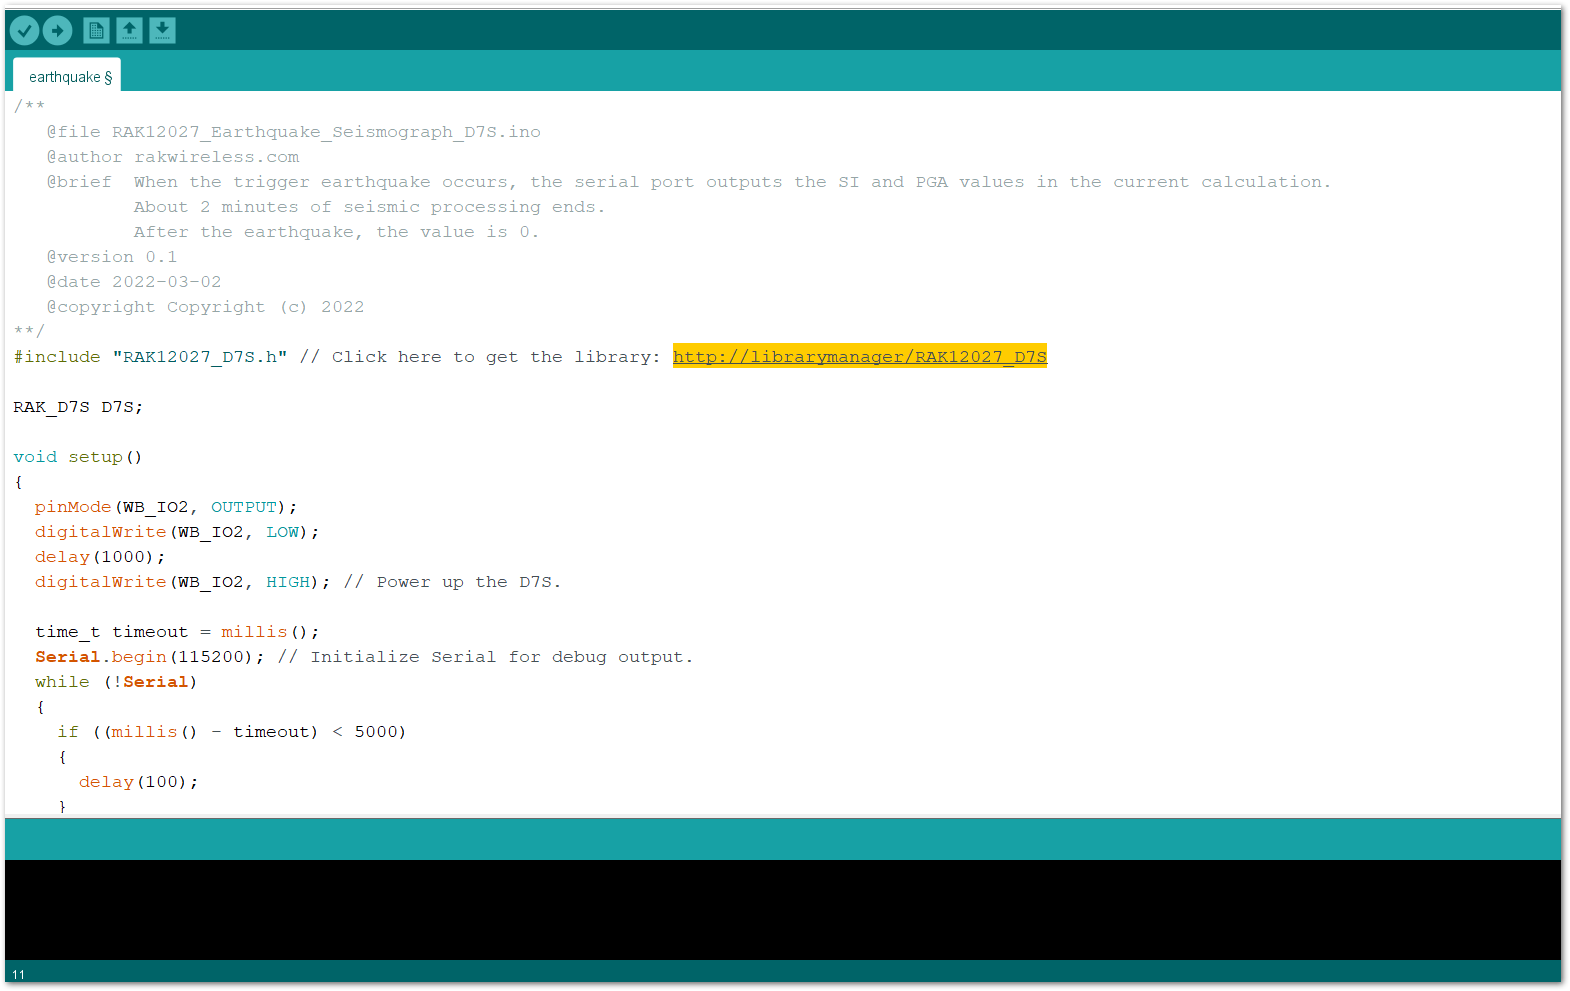 earthquake §
/**
   @file RAK12027_Earthquake_Seismograph_D7S.ino
   @author rakwireless.com
   @brief  When the trigger earthquake occurs, the serial port outputs the SI and PGA values in the current calculation.
           About 2 minutes of seismic processing ends.
           After the earthquake, the value is 0.
   @version 0.1
   @date 2022-03-02
   @copyright Copyright (c) 2022
**/
#include "RAK12027_D7S.h" // Click here to get the library: http://librarymanager/RAK12027_D7S

RAK_D7S D7S;

void setup()
{
  pinMode(WB_IO2, OUTPUT);
  digitalWrite(WB_IO2, LOW);
  delay(1000);
  digitalWrite(WB_IO2, HIGH); // Power up the D7S.

  time_t timeout = millis();
  Serial.begin(115200); // Initialize Serial for debug output.
  while (!Serial)
  {
    if ((millis() - timeout) < 5000)
    {
      delay(100);
    }
11